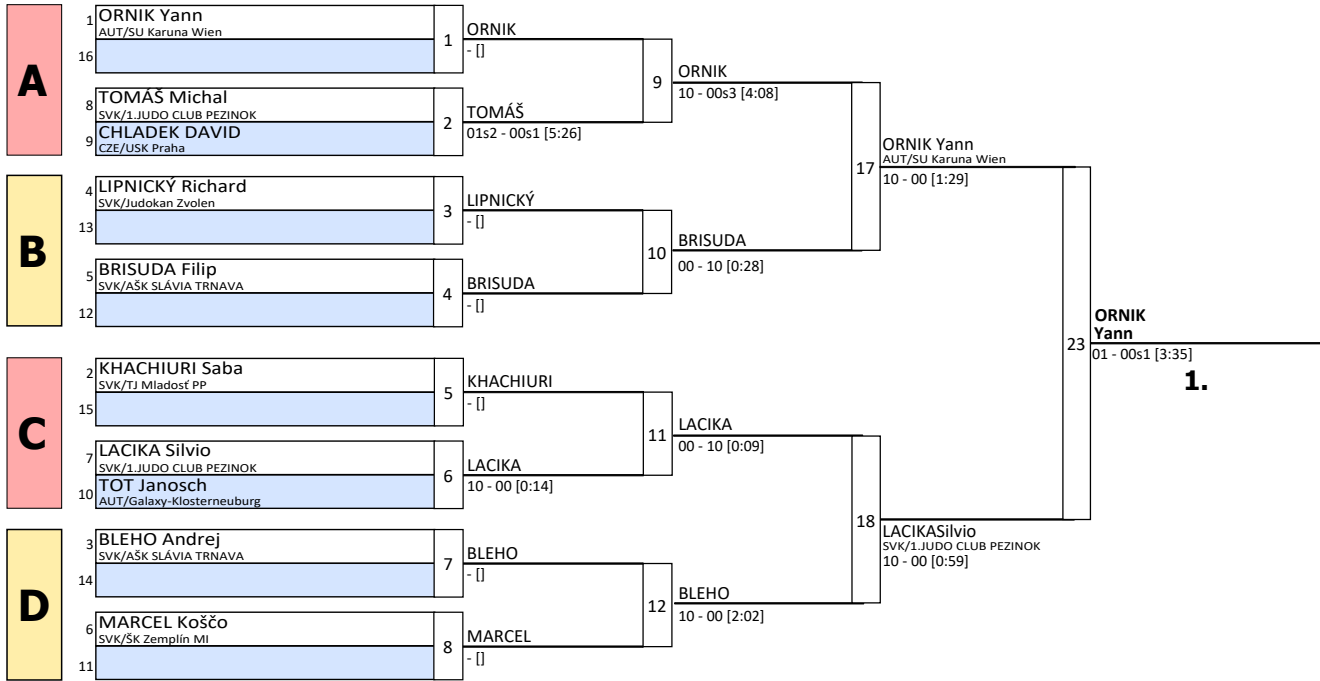 A
1
ORNIK Yann
AUT/SU Karuna Wien
16
1
8
TOMÁŠ Michal
SVK/1.JUDO CLUB PEZINOK
9
CHLADEK DAVID
CZE/USK Praha
2
B
4
LIPNICKÝ Richard
SVK/Judokan Zvolen
13
3
5
BRISUDA Filip
SVK/AŠK SLÁVIA TRNAVA
12
4
C
2
KHACHIURI Saba
SVK/TJ Mladosť PP
15
5
7
LACIKA Silvio
SVK/1.JUDO CLUB PEZINOK
10
TOT Janosch
AUT/Galaxy-Klosterneuburg
6
D
3
BLEHO Andrej
SVK/AŠK SLÁVIA TRNAVA
14
7
6
MARCEL Koščo
SVK/ŠK Zemplín MI
11
8
ORNIK
- []
TOMÁŠ
01s2 - 00s1 [5:26]
9
LIPNICKÝ
- []
BRISUDA
- []
10
KHACHIURI
- []
LACIKA
10 - 00 [0:14]
11
BLEHO
- []
MARCEL
- []
12
ORNIK
10 - 00s3 [4:08]
BRISUDA
00 - 10 [0:28]
17
LACIKA
00 - 10 [0:09]
BLEHO
10 - 00 [2:02]
18
ORNIK Yann
AUT/SU Karuna Wien
10 - 00 [1:29]
LACIKASilvio
SVK/1.JUDO CLUB PEZINOK
10 - 00 [0:59]
23
ORNIK
Yann
01 - 00s1 [3:35]
1.